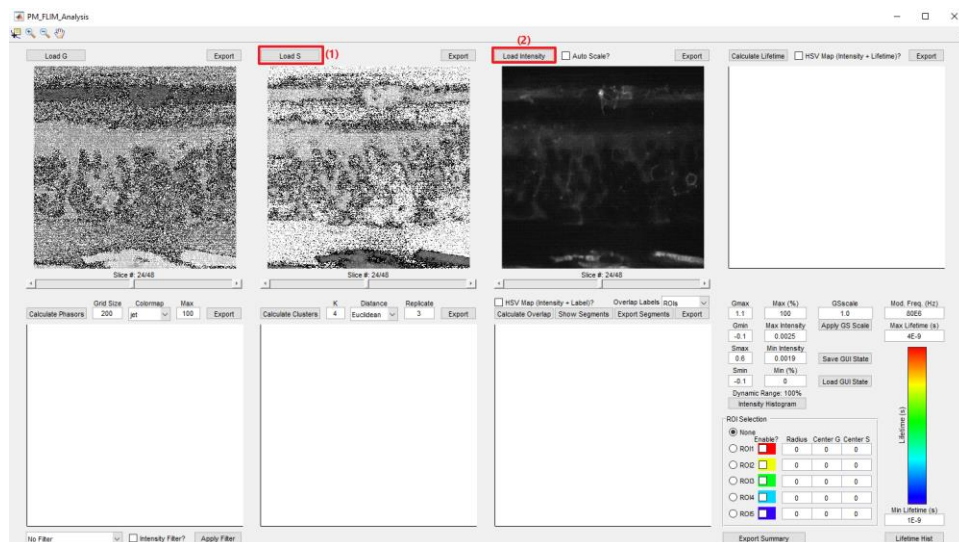 PM_FLIM_Analysis
(2)
Load G Export Load S (1) Export Load Intensity Auto Scale? Export Calculate Lifetime HSV Map (Intensity + Lifetime)? Export
Slice #: 24/48 Slice #: 24/48 Slice #: 24/48
Grid Size Colormap Max
Calculate Phasors 200 jet 100 Export
K Distance Replicate
Calculate Clusters 4 Euclidean 3 Export
HSV Map (Intensity + Label)? Overlap Labels ROIs
Calculate Overlap Show Segments Export Segments Export
Gmax Max (%) GSscale Mod. Freq. (Hz)
1.1 100 1.0 80E6
Gmin Max Intensity Apply GS Scale Max Lifetime (s)
-0.1 0.0025 4E-9
Smax Min Intensity
0.6 0.0019 Save GUI State
Smin Min (%)
-0.1 0 Load GUI State
Dynamic Range: 100%
Intensity Histogram
Lifetime (s)
ROI Selection
None
Enable? Radius Center G Center S
ROI1 0 0 0
ROI2 0 0 0
ROI3 0 0 0
ROI4 0 0 0
ROI5 0 0 0
Min Lifetime (s)
1E-9
No Filter Intensity Filter? Apply Filter Export Summary Lifetime Hist